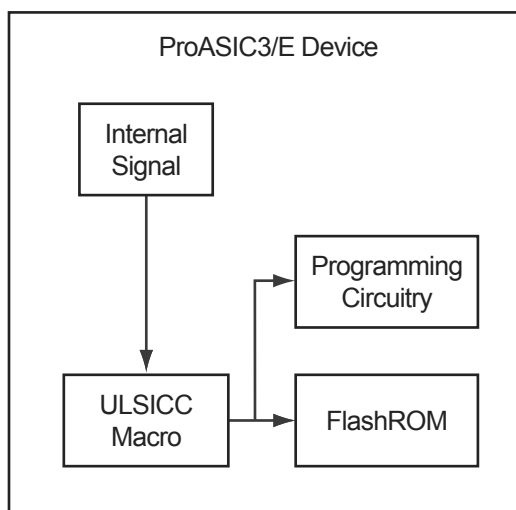 ProASIC3/E Device
Internal
Signal
Programming
Circuitry
ULSICC
Macro
FlashROM